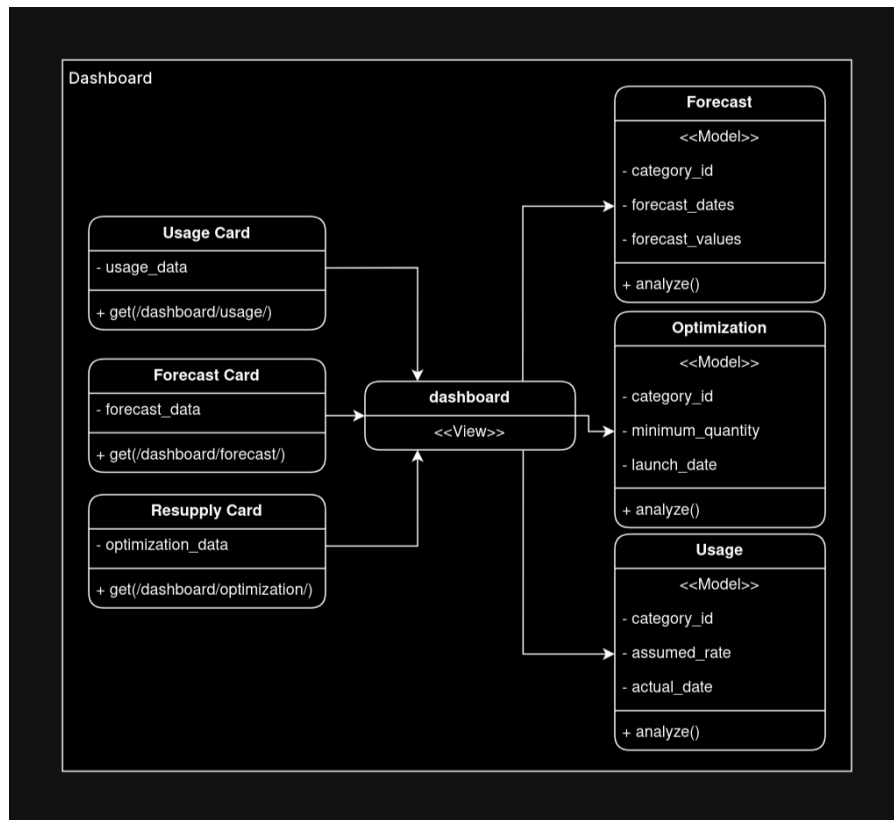 Dashboard
Usage Card
- usage_data
+ get(/dashboard/usage/)
Forecast Card
- forecast_data
+ get(/dashboard/forecast/)
Resupply Card
- optimization_data
+ get(/dashboard/optimization/)
dashboard
<<View>>
Forecast
<<Model>>
- category_id
- forecast_dates
- forecast_values
+ analyze()
Optimization
<<Model>>
- category_id
- minimum_quantity
- launch_date
+ analyze()
Usage
<<Model>>
- category_id
- assumed_rate
- actual_date
+ analyze()